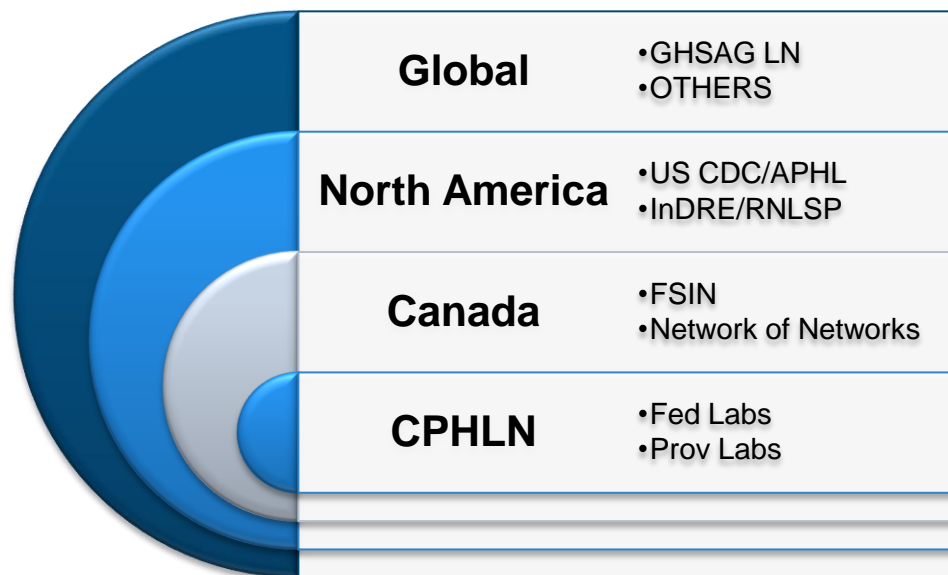 Global
•GHSAG LN
•OTHERS
North America
•US CDC/APHL
•InDRE/RNLSP
Canada
•FSIN
•Network of Networks
CPHLN
•Fed Labs
•Prov Labs